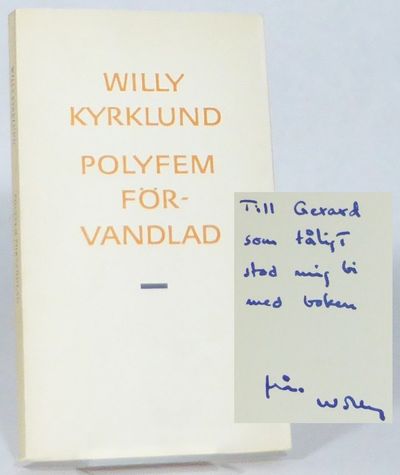 WILLY
KYRKLUND
POLYFEM
FÖR-
VANDLAD
Till Gerard
som tåligt
stod mig bi
med boken
från
Willy